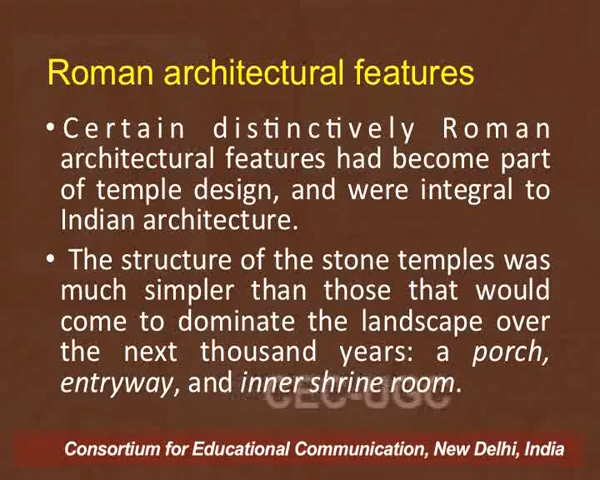 Roman architectural features
• Certain distinctively Roman
architectural features had become part
of temple design, and were integral to
Indian architecture.
• The structure of the stone temples was
much simpler than those that would
come to dominate the landscape over
the next thousand years: a porch,
entryway, and inner shrine room.
CEC-UGC
Consortium for Educational Communication, New Delhi, India